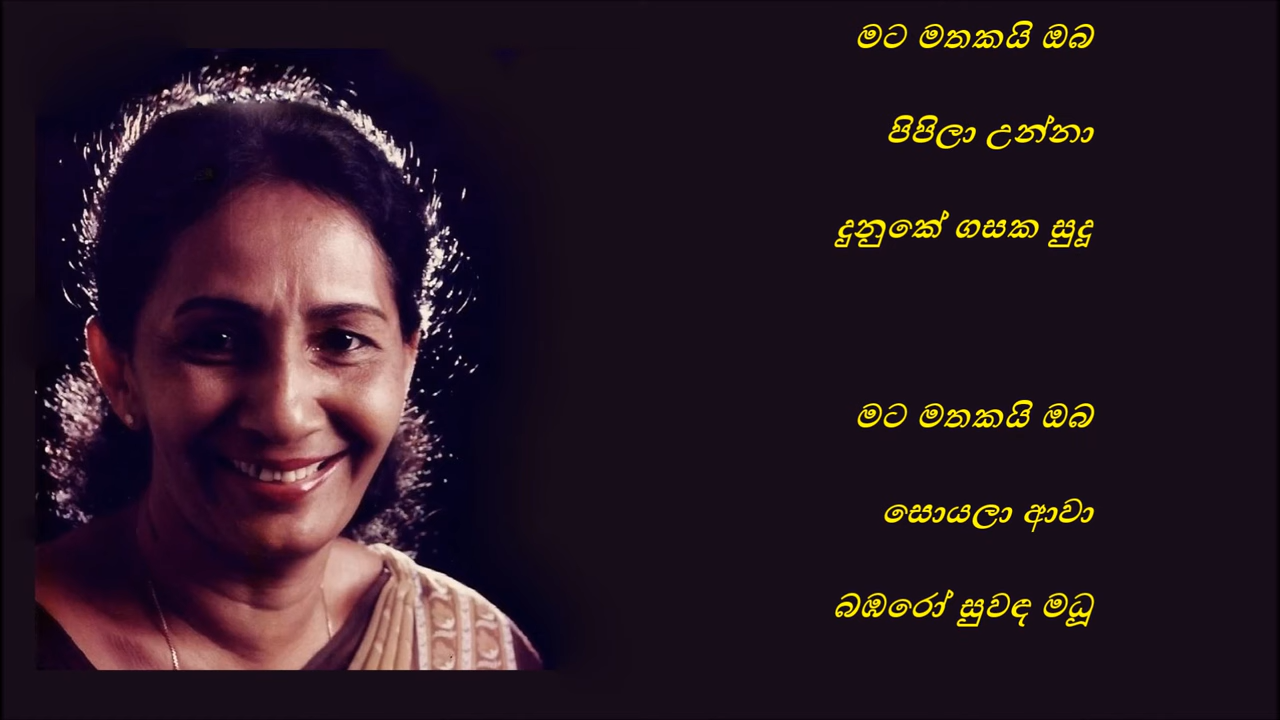 මට මතකයි ඔබ
පිපිලා උන්නා
දුනුකේ ගසක සුදූ
මට මතකයි ඔබ
සොයලා ආවා
බඹරෝ සුවඳ මධූ